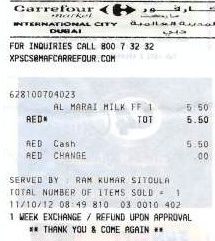 Carrefour
market
INTERNATIONAL CITY
DUBAI
دبي
FOR INQUIRIES CALL 800 7 32 32
XPSCS@MAFCARREFOUR.COM
628100704023
AL MARAI MILK FF 1 5.50
AED* TOT 5.50
AED Cash 5.50
AED CHANGE .00
SERVED BY : RAM KUMAR SITOULA
TOTAL NUMBER OF ITEMS SOLD = 1
11/10/12 08:49 810 03 0010 402
1 WEEK EXCHANGE / REFUND UPON APPROVAL
** THANK YOU & COME AGAIN **